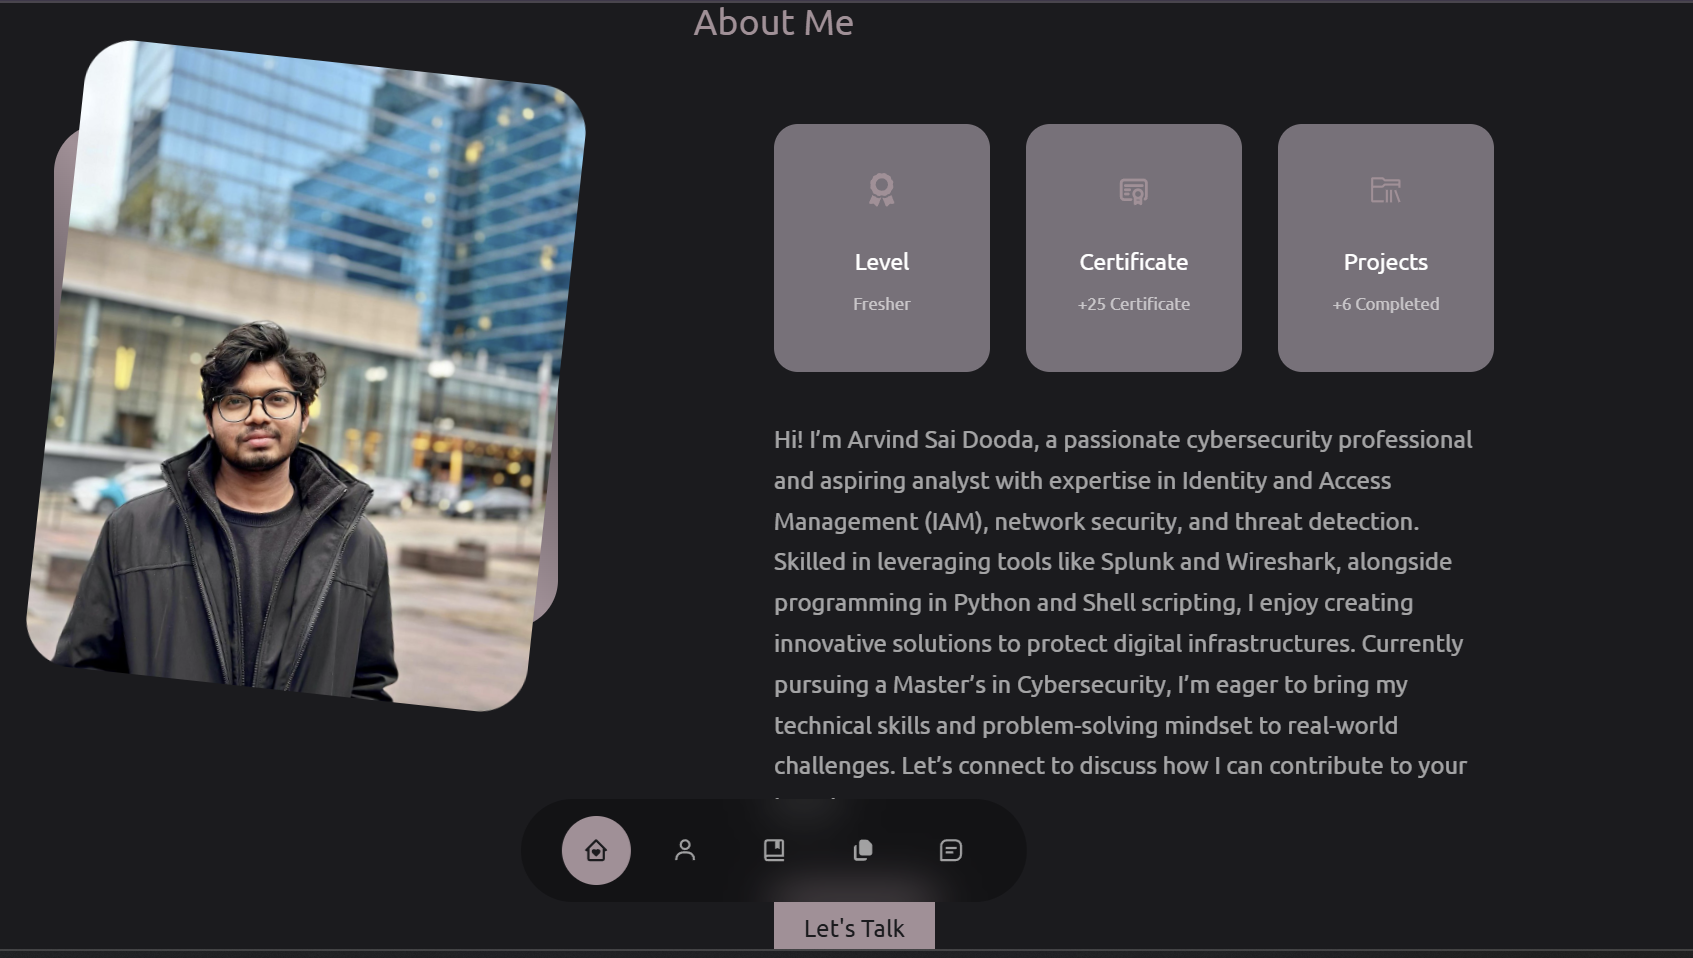 About Me
Level
Fresher
Certificate
+25 Certificate
Projects
+6 Completed
Hi! I’m Arvind Sai Dooda, a passionate cybersecurity professional
and aspiring analyst with expertise in Identity and Access
Management (IAM), network security, and threat detection.
Skilled in leveraging tools like Splunk and Wireshark, alongside
programming in Python and Shell scripting, I enjoy creating
innovative solutions to protect digital infrastructures. Currently
pursuing a Master’s in Cybersecurity, I’m eager to bring my
technical skills and problem-solving mindset to real-world
challenges. Let’s connect to discuss how I can contribute to your
Let's Talk